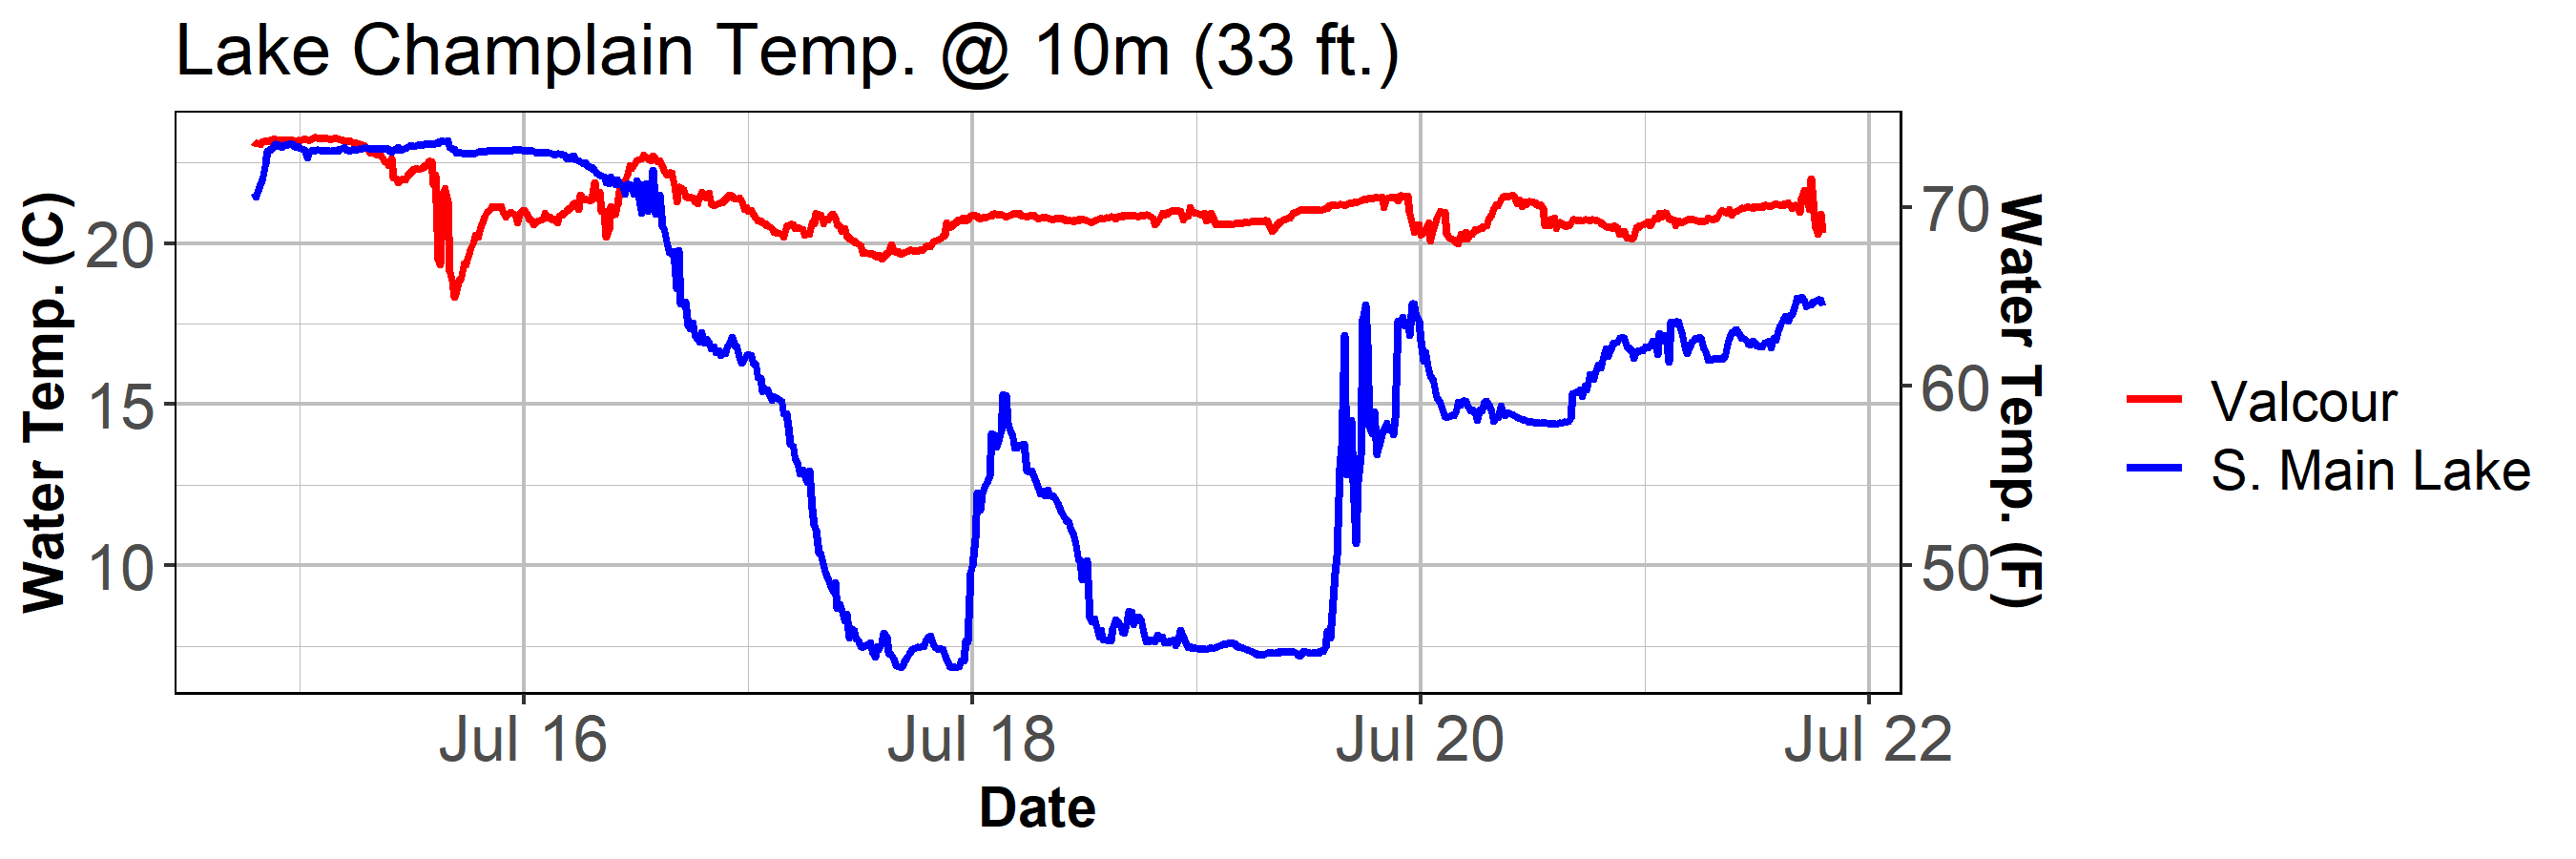 Lake Champlain Temp. @ 10m (33 ft.)
Water Temp. (C)
20
15
10
70
60
50
Water Temp. (F)
Jul 16
Jul 18
Jul 20
Jul 22
Date
Valcour
S. Main Lake